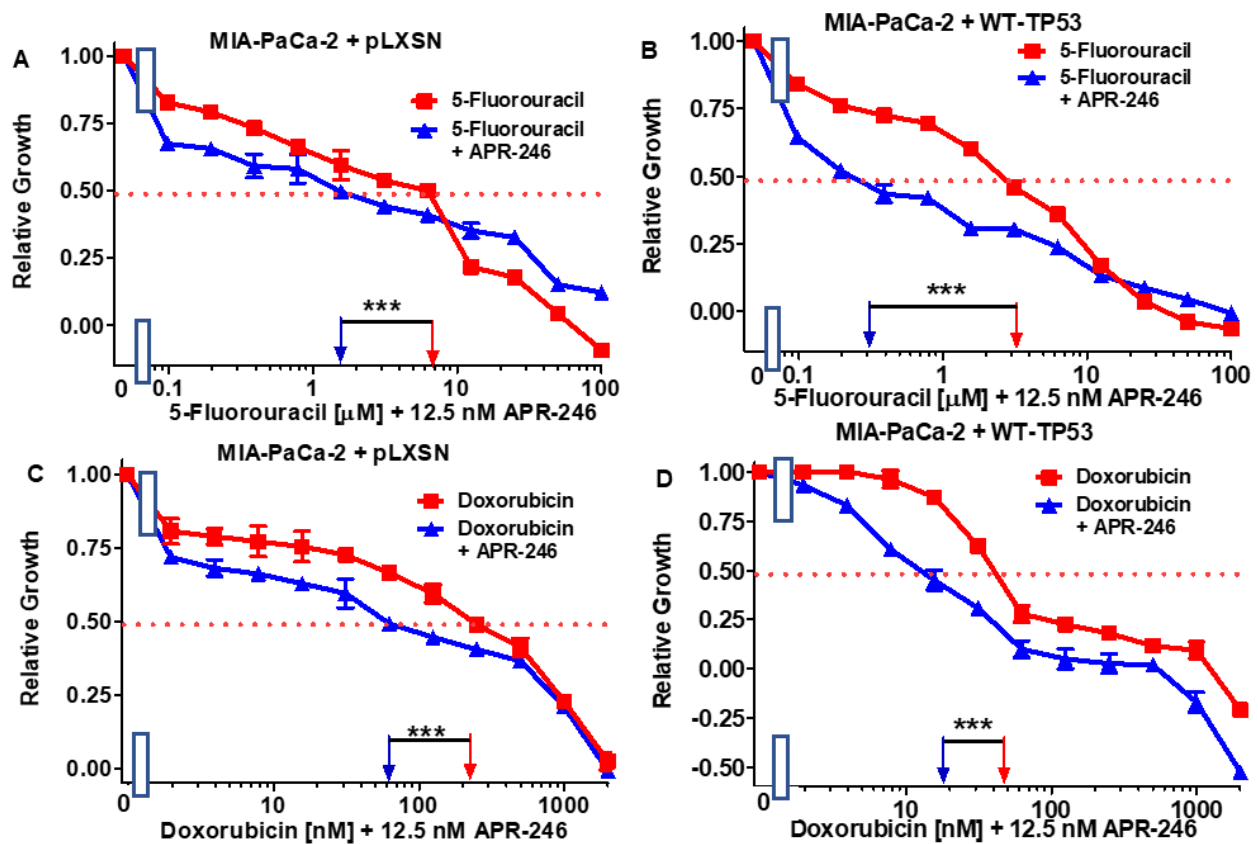 A
MIA-PaCa-2 + pLXSN
Relative Growth
1.00
0.75
0.50
0.25
0.00
5-Fluorouracil
5-Fluorouracil
+ APR-246
***
0 0.1 1 10 100
5-Fluorouracil [µM] + 12.5 nM APR-246
B
MIA-PaCa-2 + WT-TP53
Relative Growth
1.00
0.75
0.50
0.25
0.00
5-Fluorouracil
5-Fluorouracil
+ APR-246
***
0 0.1 1 10 100
5-Fluorouracil [µM] + 12.5 nM APR-246
C
MIA-PaCa-2 + pLXSN
Relative Growth
1.00
0.75
0.50
0.25
0.00
Doxorubicin
Doxorubicin
+ APR-246
***
0 10 100 1000
Doxorubicin [nM] + 12.5 nM APR-246
D
MIA-PaCa-2 + WT-TP53
Relative Growth
1.00
0.75
0.50
0.25
0.00
-0.25
-0.50
Doxorubicin
Doxorubicin
+ APR-246
***
0 10 100 1000
Doxorubicin [nM] + 12.5 nM APR-246